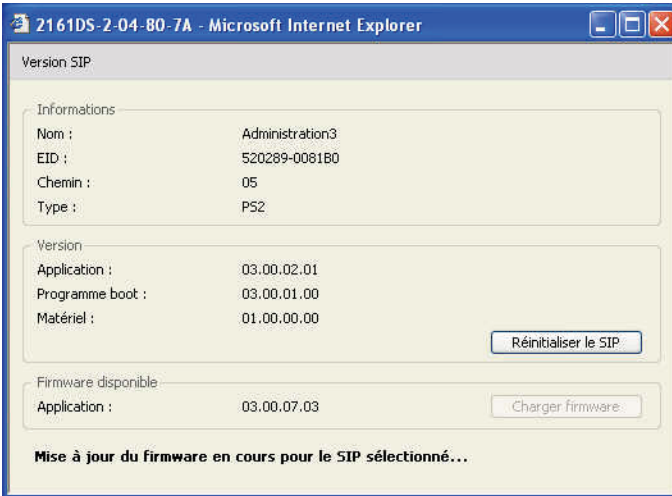 2161DS-2-04-80-7A - Microsoft Internet Explorer
Version SIP
Informations
Nom : Administration3
EID : 520289-0081B0
Chemin : 05
Type : PS2
Version
Application : 03.00.02.01
Programme boot : 03.00.01.00
Matériel : 01.00.00.00
Réinitialiser le SIP
Firmware disponible
Application : 03.00.07.03 Charger firmware
Mise à jour du firmware en cours pour le SIP sélectionné...